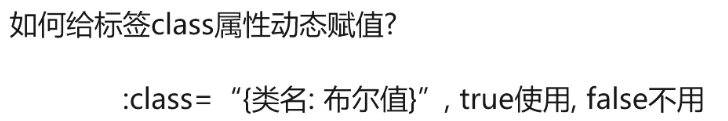 如何给标签class属性动态赋值?
:class= “{类名: 布尔值}”, true使用, false不用